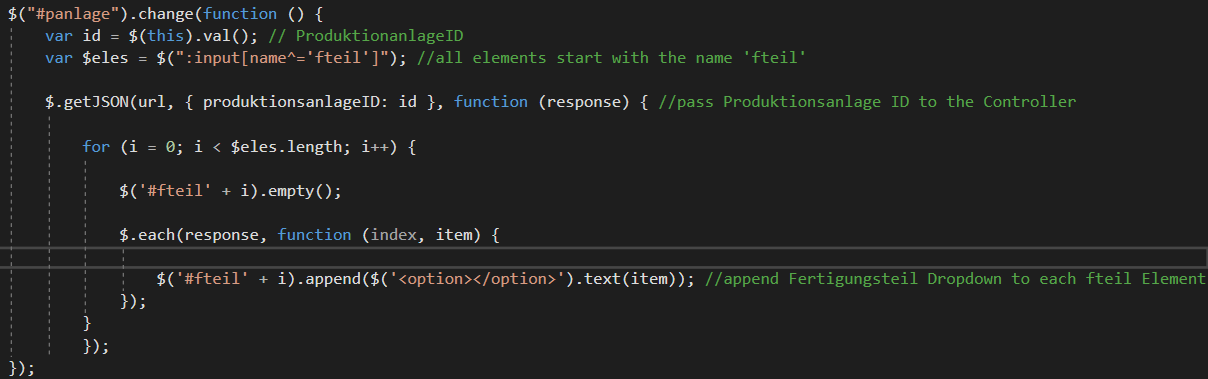 $("#panlage").change(function () {
var id = $(this).val(); // ProduktionanlageID
var $eles = $(":input[name^='fteil']"); //all elements start with the name 'fteil'
$.getJSON(url, { produktionsanlageID: id }, function (response) { //pass Produktionsanlage ID to the Controller
for (i = 0; i < $eles.length; i++) {
$('#fteil' + i).empty();
$.each(response, function (index, item) {
$('#fteil' + i).append($('<option></option>').text(item)); //append Fertigungsteil Dropdown to each fteil Element
});
}
});
});